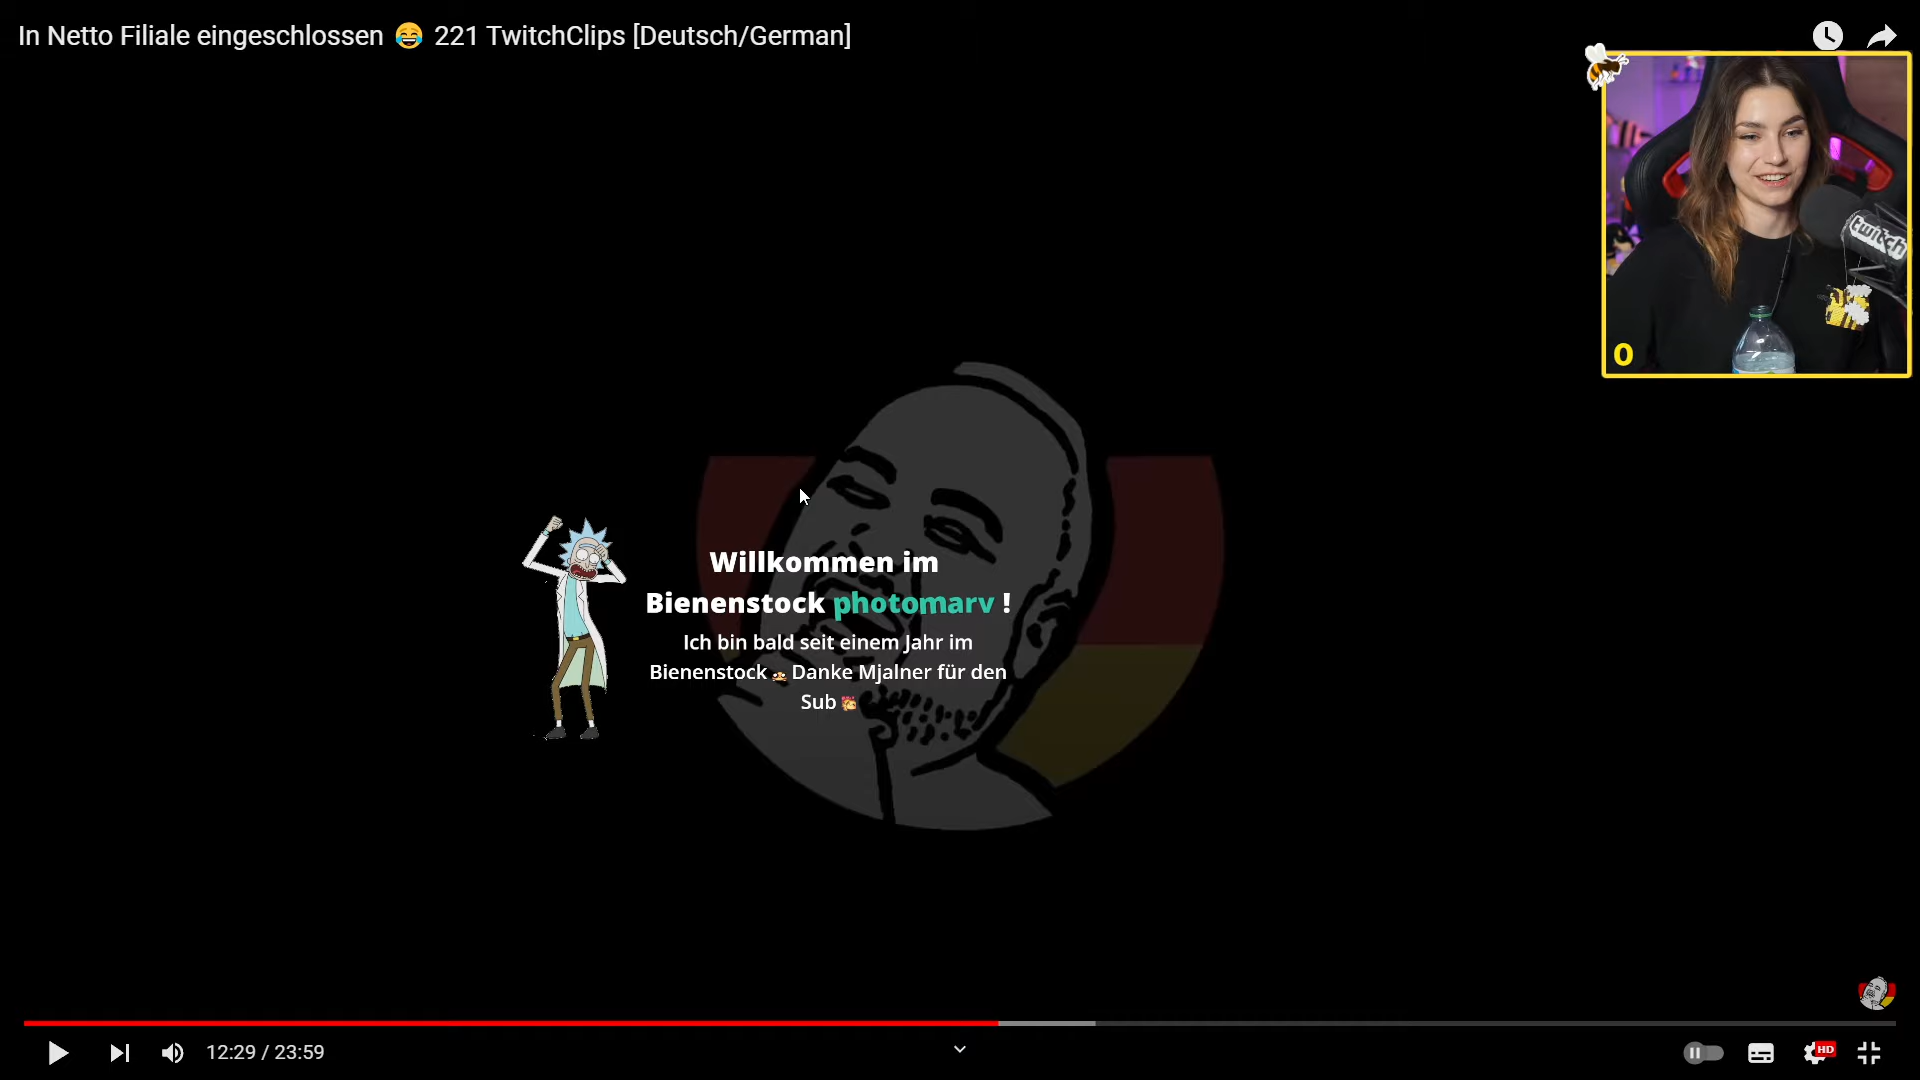 In Netto Filiale eingeschlossen 😂 221 TwitchClips [Deutsch/German]
twitch
0
Willkommen im
Bienenstock photomarv !
Ich bin bald seit einem Jahr im
Bienenstock Danke Mjalner für den
Sub
12:29 / 23:59
HD